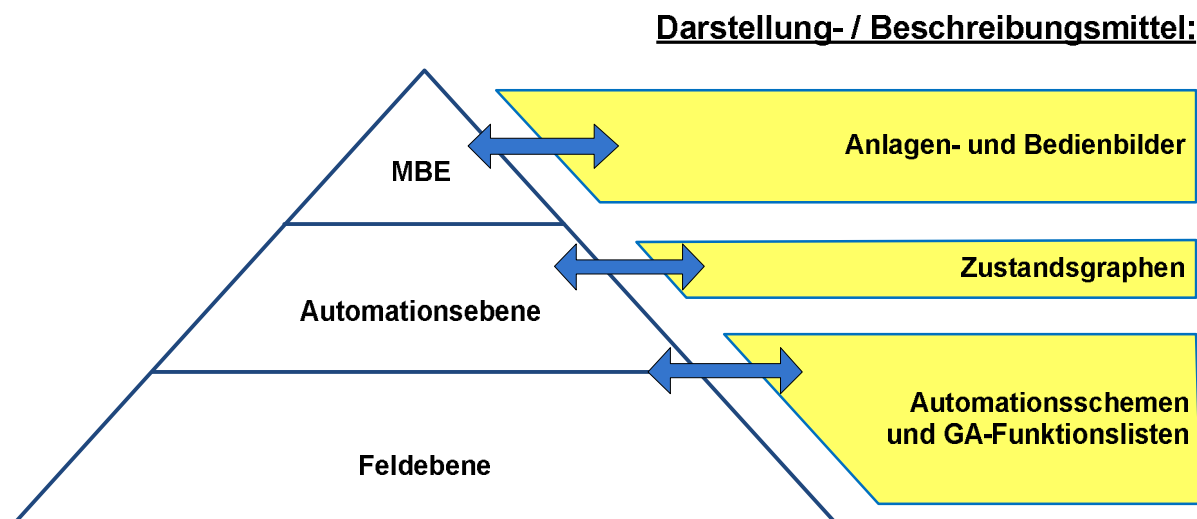 Darstellung- / Beschreibungsmittel:
Anlagen- und Bedienbilder
MBE
Zustandsgraphen
Automationsebene
Automationsschemen
und GA-Funktionslisten
Feldebene